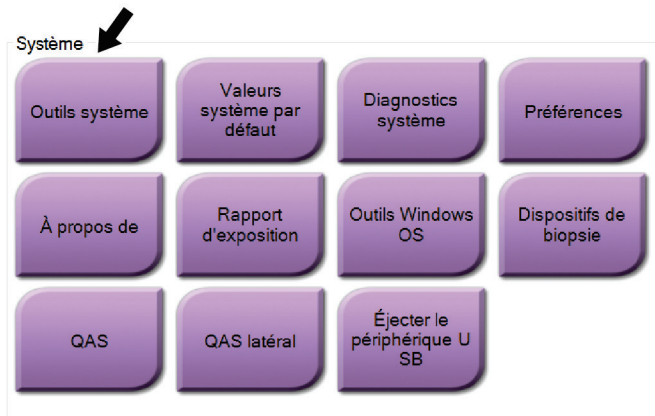 Système
Outils système
Valeurs
système par
défaut
Diagnostics
système
Préférences
À propos de
Rapport
d'exposition
Outils Windows
OS
Dispositifs de
biopsie
QAS
QAS latéral
Éjecter le
périphérique U
SB